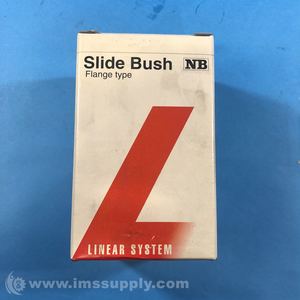 Slide Bush NB
Flange type
LINEAR SYSTEM
© www.imssupply.com